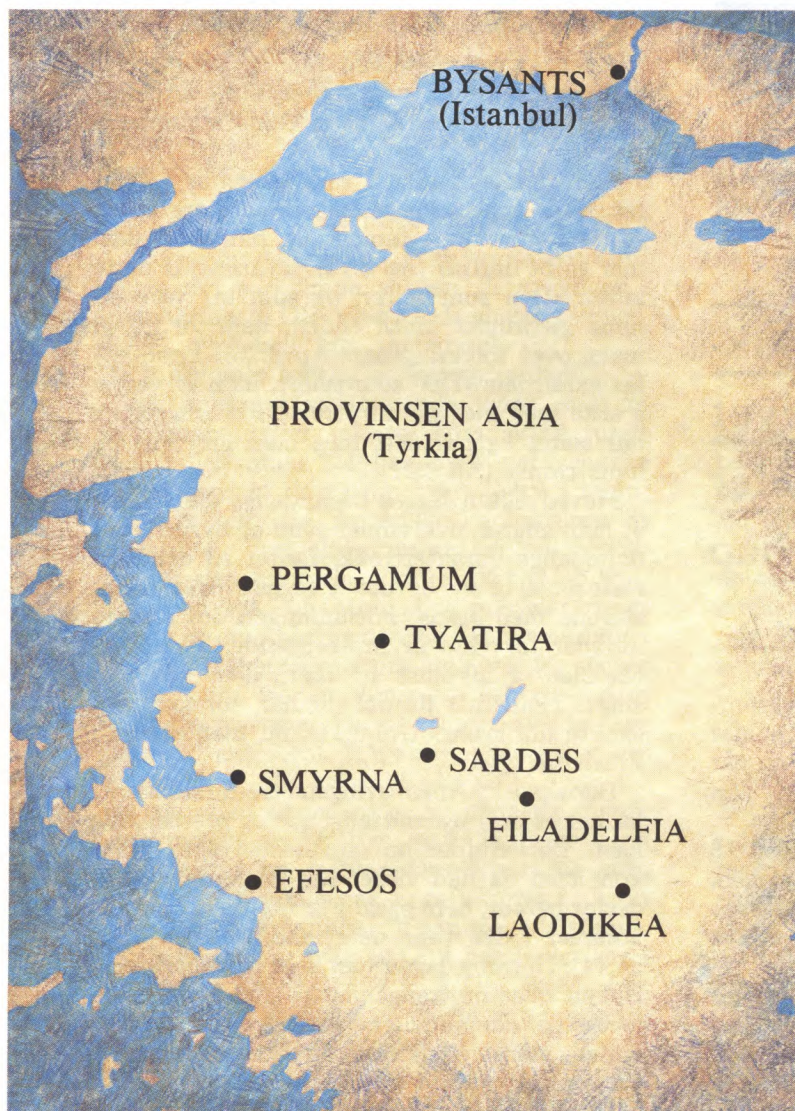 BYSANTS
(Istanbul)
PROVINSEN ASIA
(Tyrkia)
PERGAMUM
TYATIRA
SARDES
SMYRNA
FILADELFIA
EFESOS
LAODIKEA